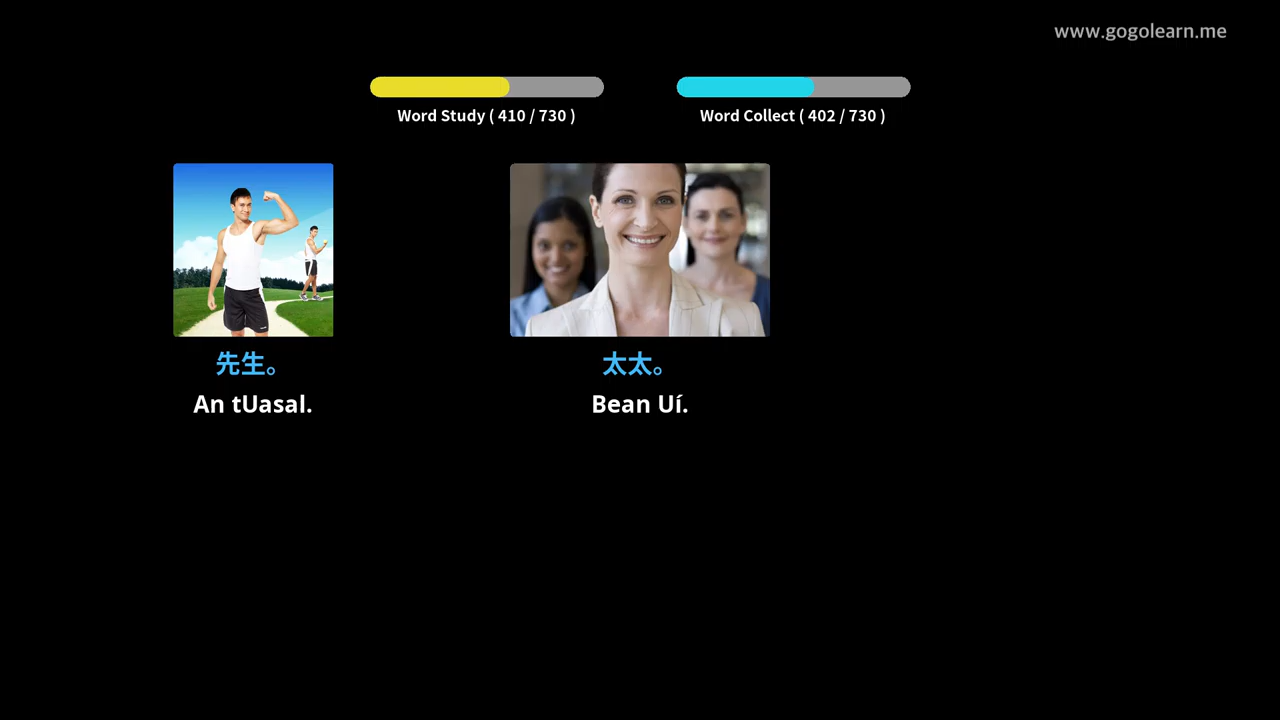 www.gogolearn.me
Word Study ( 410 / 730 )
Word Collect ( 402 / 730 )
先生。
An tUasal.
太太。
Bean Uí.